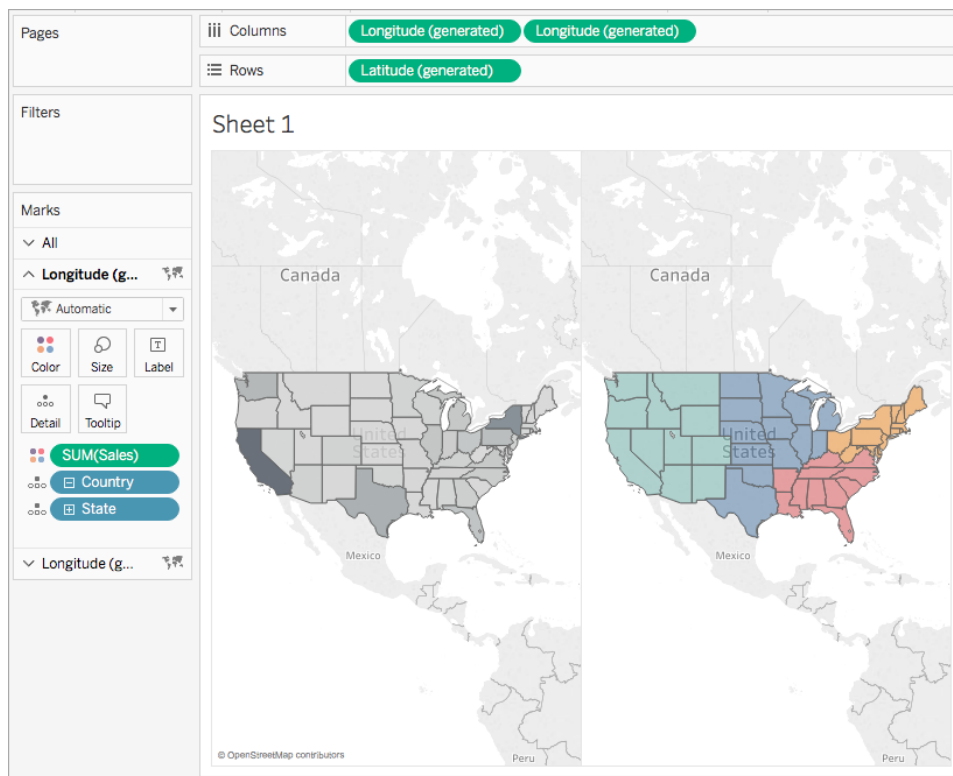 Pages
Columns
Longitude (generated)
Longitude (generated)
Rows
Latitude (generated)
Filters
Sheet 1
Marks
All
Longitude (g...
Automatic
Color
Size
T
Label
Detail
Tooltip
SUM(Sales)
Country
State
Longitude (g...
Canada
United
States
Mexico
Peru
© OpenStreetMap contributors
Canada
United
States
Mexico
Peru